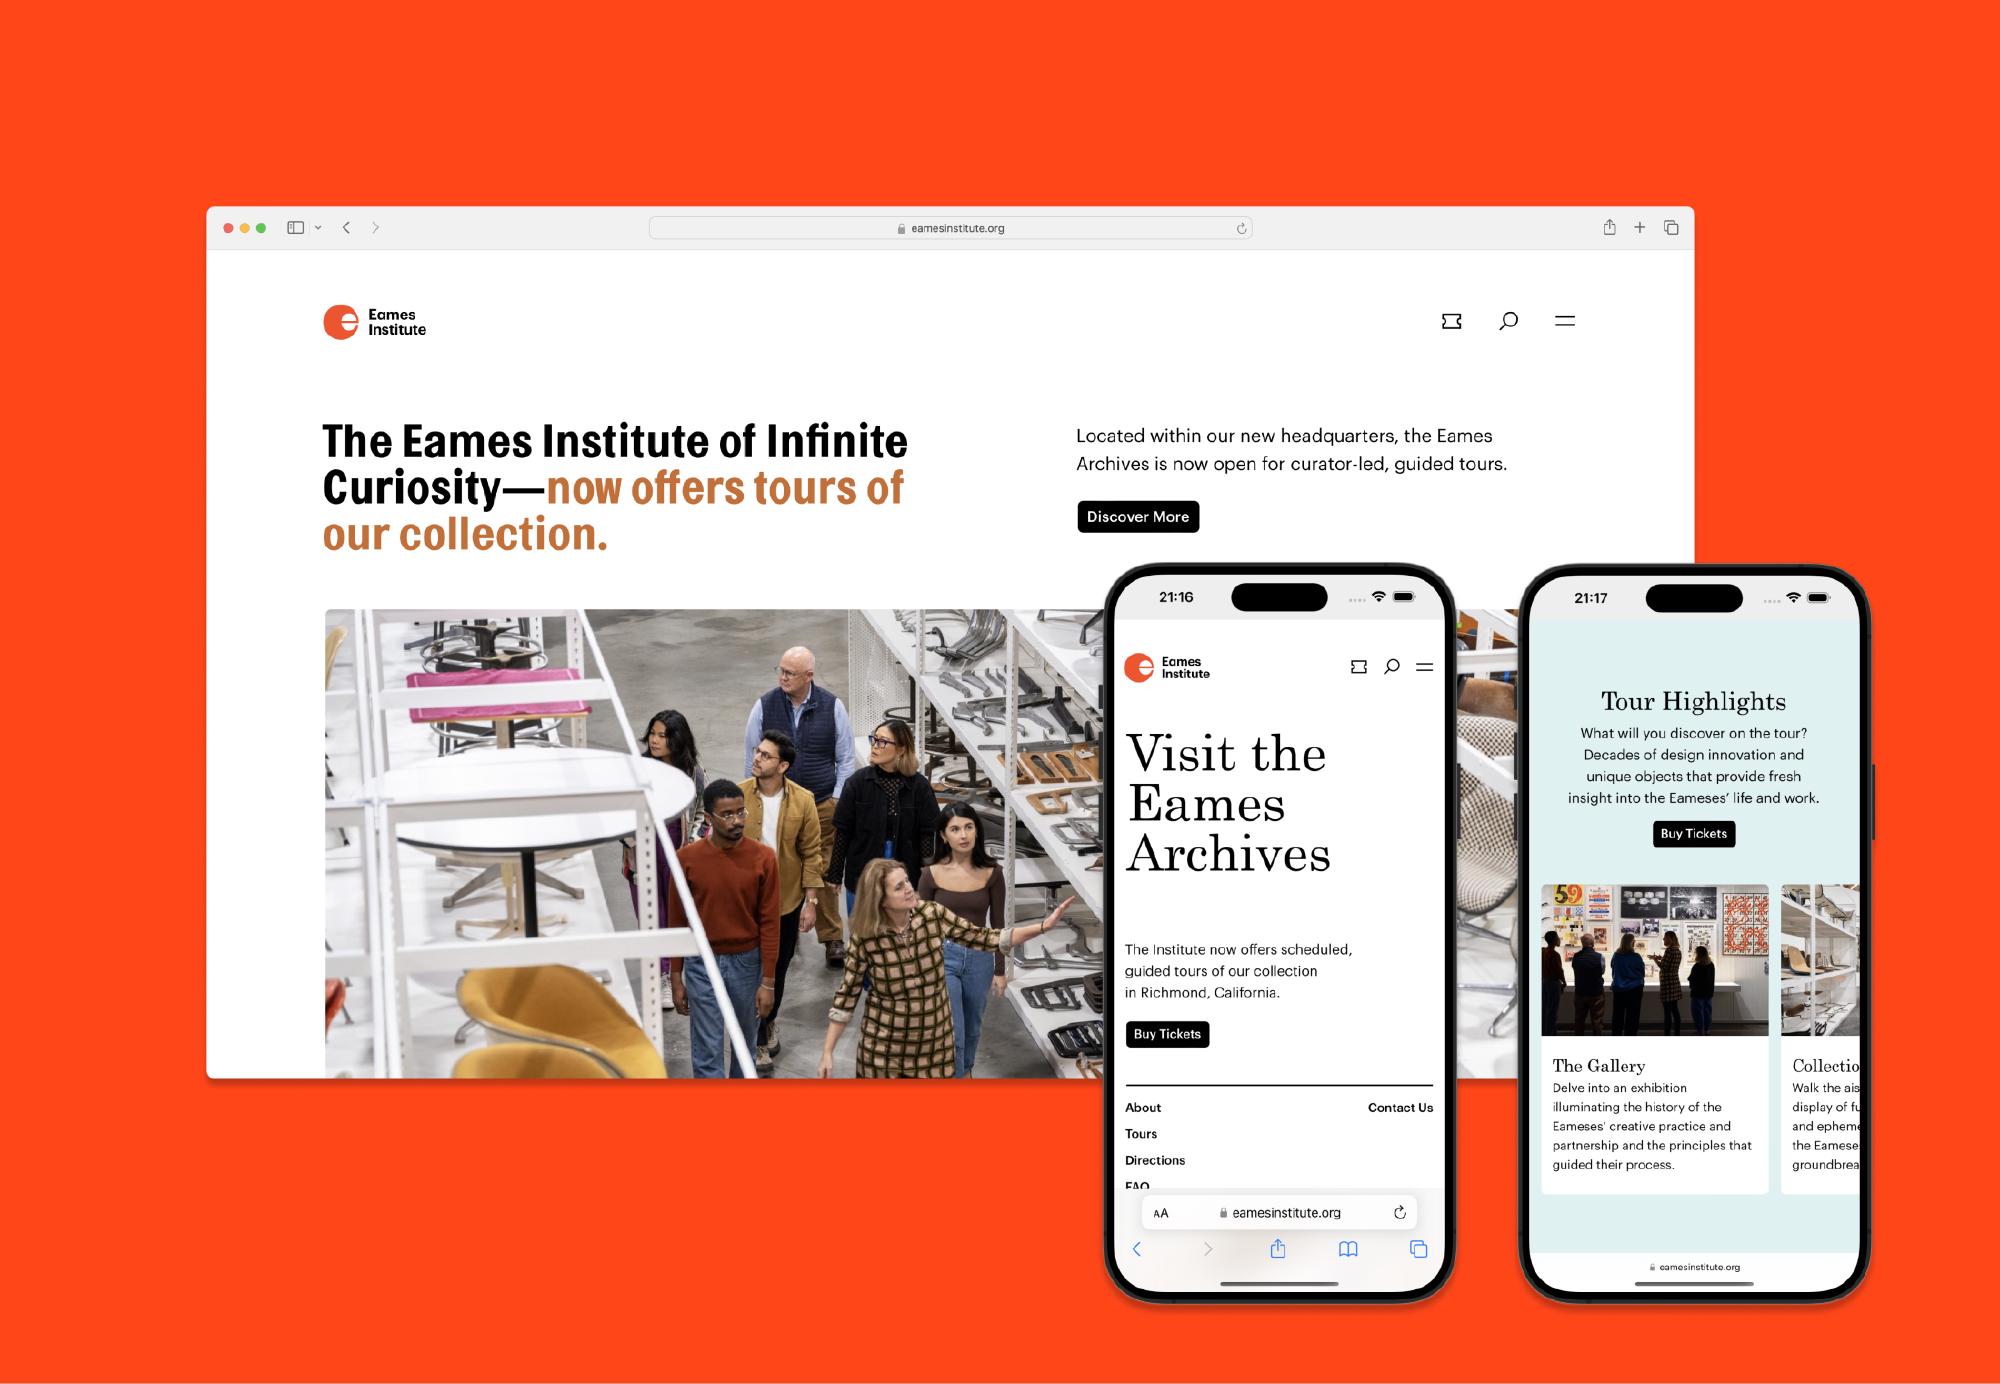 eamesinstitute.org
Eames
Institute
The Eames Institute of Infinite
Curiosity—now offers tours of
our collection.
Located within our new headquarters, the Eames
Archives is now open for curator-led, guided tours.
Discover More
21:16
Eames
Institute
Visit the
Eames
Archives
The Institute now offers scheduled,
guided tours of our collection
in Richmond, California.
Buy Tickets
About
Contact Us
Tours
Directions
FAQ
AA
eamesinstitute.org
21:17
Tour Highlights
What will you discover on the tour?
Decades of design innovation and
unique objects that provide fresh
insight into the Eameses’ life and work.
Buy Tickets
59
The Gallery
Delve into an exhibition
illuminating the history of the
Eameses’ creative practice and
partnership and the principles that
guided their process.
Collectio
Walk the ais
display of fu
and epheme
the Eamese
groundbrea
eamesinstitute.org